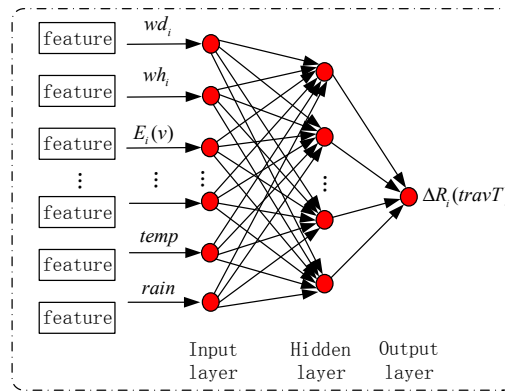 feature wd_i
feature wh_i
feature E_i(v)
feature
feature temp
feature rain
ΔR_i(travT
Input layer
Hidden layer
Output layer